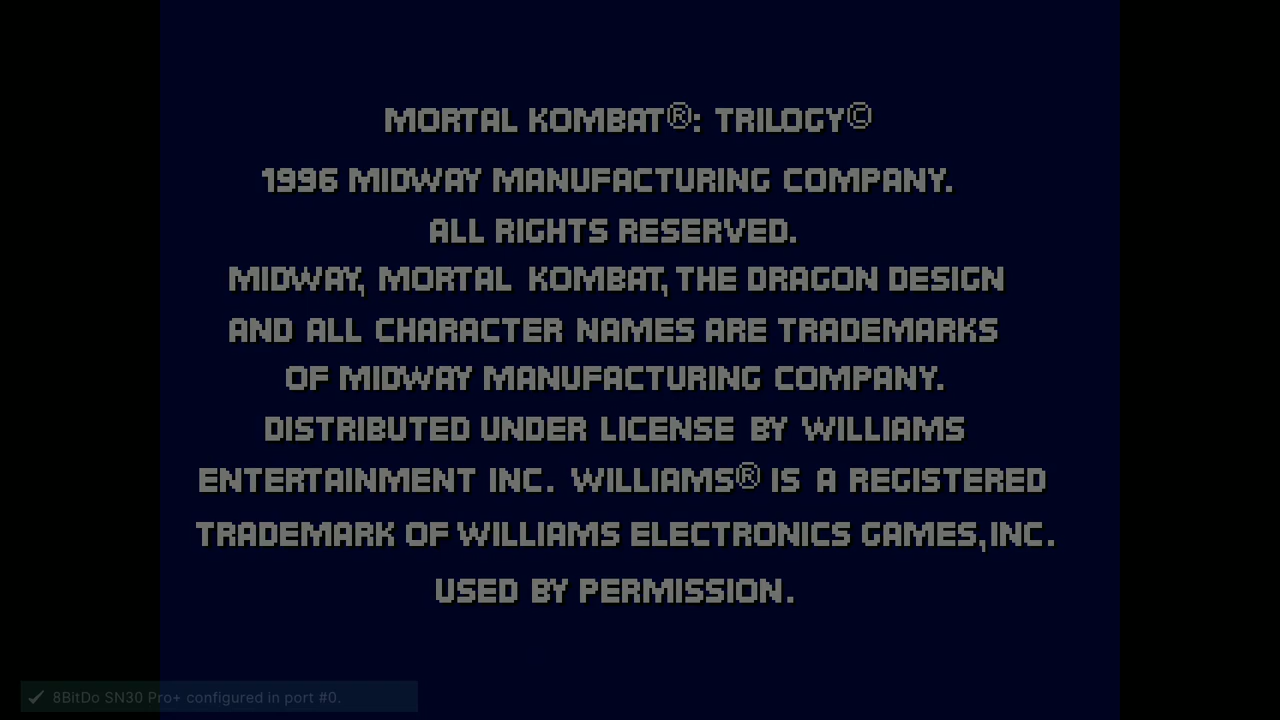 MORTAL KOMBAT®: TRILOGY©
1996 MIDWAY MANUFACTURING COMPANY.
ALL RIGHTS RESERVED.
MIDWAY, MORTAL KOMBAT, THE DRAGON DESIGN
AND ALL CHARACTER NAMES ARE TRADEMARKS
OF MIDWAY MANUFACTURING COMPANY.
DISTRIBUTED UNDER LICENSE BY WILLIAMS
ENTERTAINMENT INC. WILLIAMS® IS A REGISTERED
TRADEMARK OF WILLIAMS ELECTRONICS GAMES, INC.
USED BY PERMISSION.
8BitDo SN30 Pro+ configured in port #0.